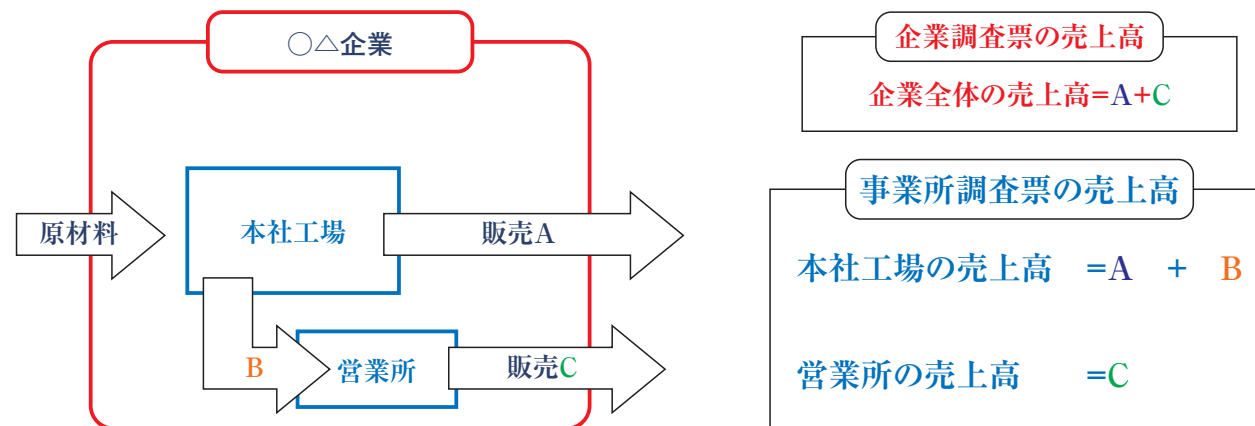 ○△企業
原材料
本社工場
販売A
B
営業所
販売C
企業調査票の売上高
企業全体の売上高=A+C
事業所調査票の売上高
本社工場の売上高 =A + B
営業所の売上高 =C